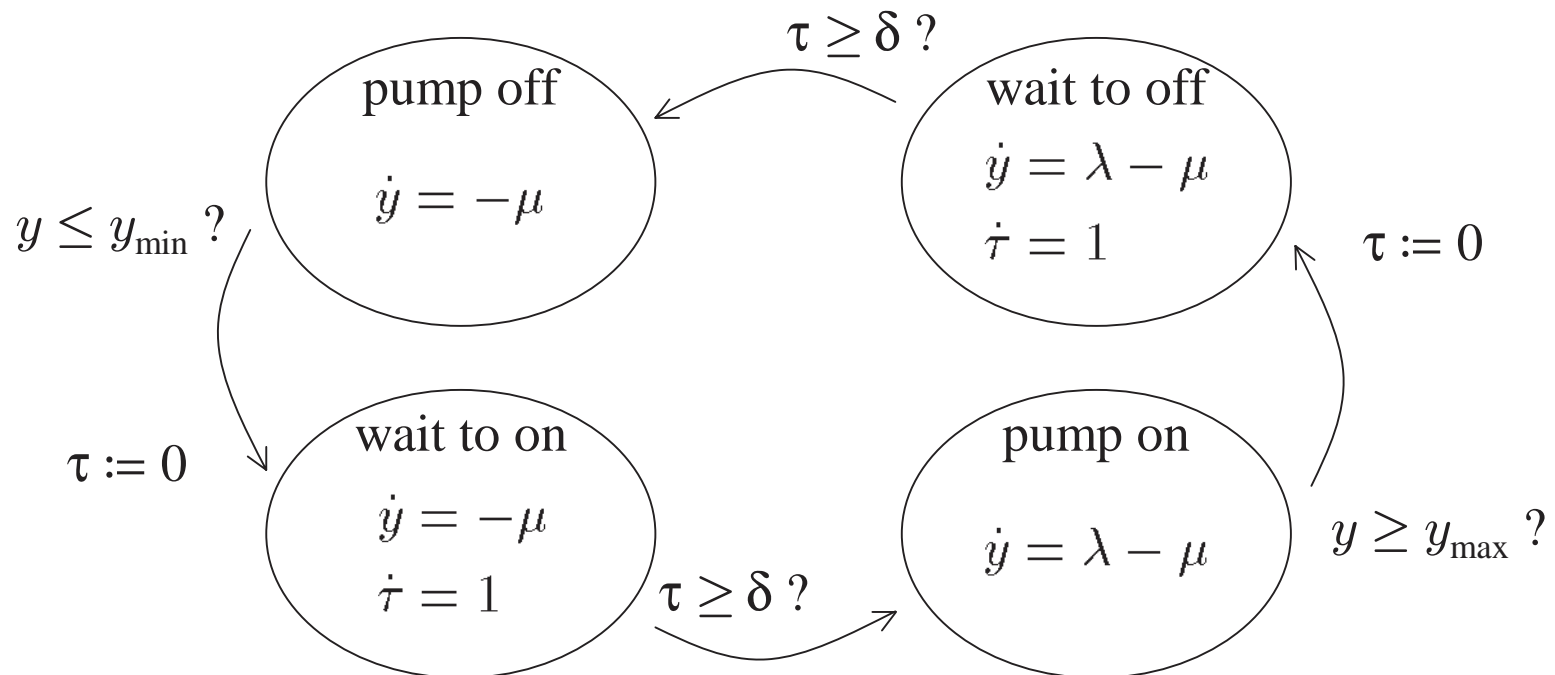 τ ≥ δ ?
pump off
ẏ = −μ
wait to off
ẏ = λ − μ
τ̇ = 1
y ≤ y_min ?
τ := 0
τ := 0
wait to on
ẏ = −μ
τ̇ = 1
pump on
ẏ = λ − μ
y ≥ y_max ?
τ ≥ δ ?